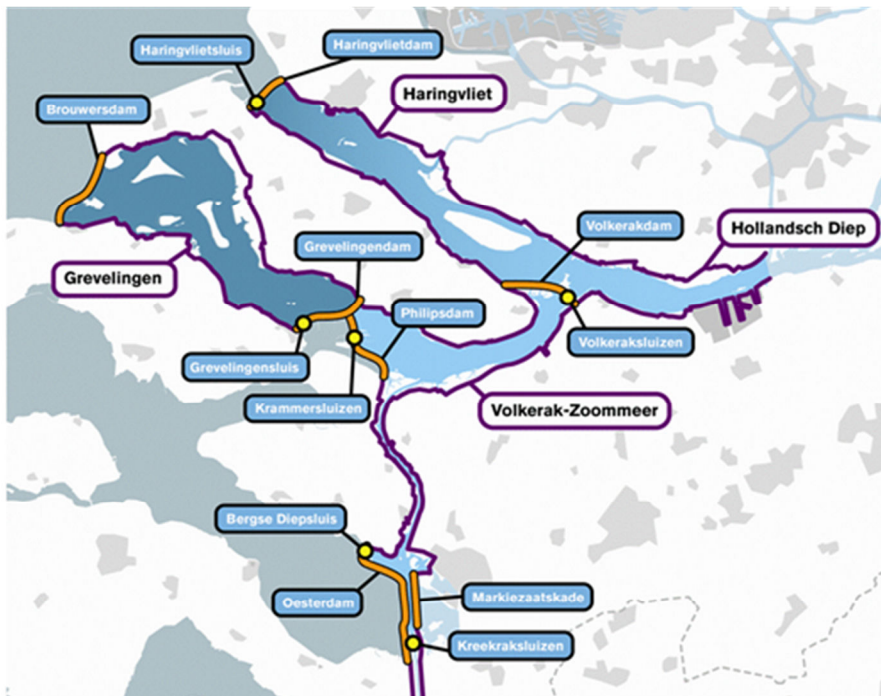 Haringvlietsluis
Haringvlietdam
Haringvliet
Brouwersdam
Volkerakdam
Hollandsch Diep
Grevelingendam
Grevelingen
Philipsdam
Volkeraksluizen
Grevelingensluis
Krammersluizen
Volkerak-Zoommeer
Bergse Diepsluis
Oesterdam
Markiezaatskade
Kreekraksluizen